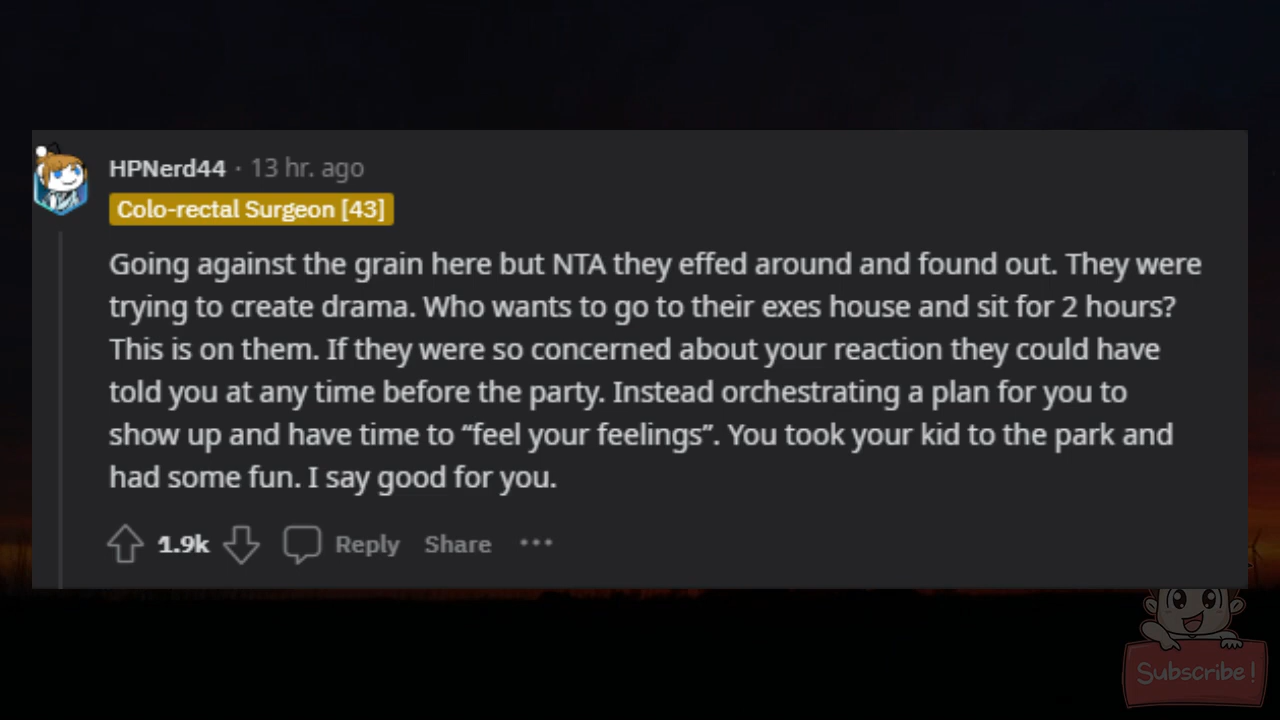 HPNerd44 · 13 hr. ago
Colo-rectal Surgeon [43]
Going against the grain here but NTA they effed around and found out. They were
trying to create drama. Who wants to go to their exes house and sit for 2 hours?
This is on them. If they were so concerned about your reaction they could have
told you at any time before the party. Instead orchestrating a plan for you to
show up and have time to “feel your feelings”. You took your kid to the park and
had some fun. I say good for you.
1.9k Reply Share ···
Subscribe!